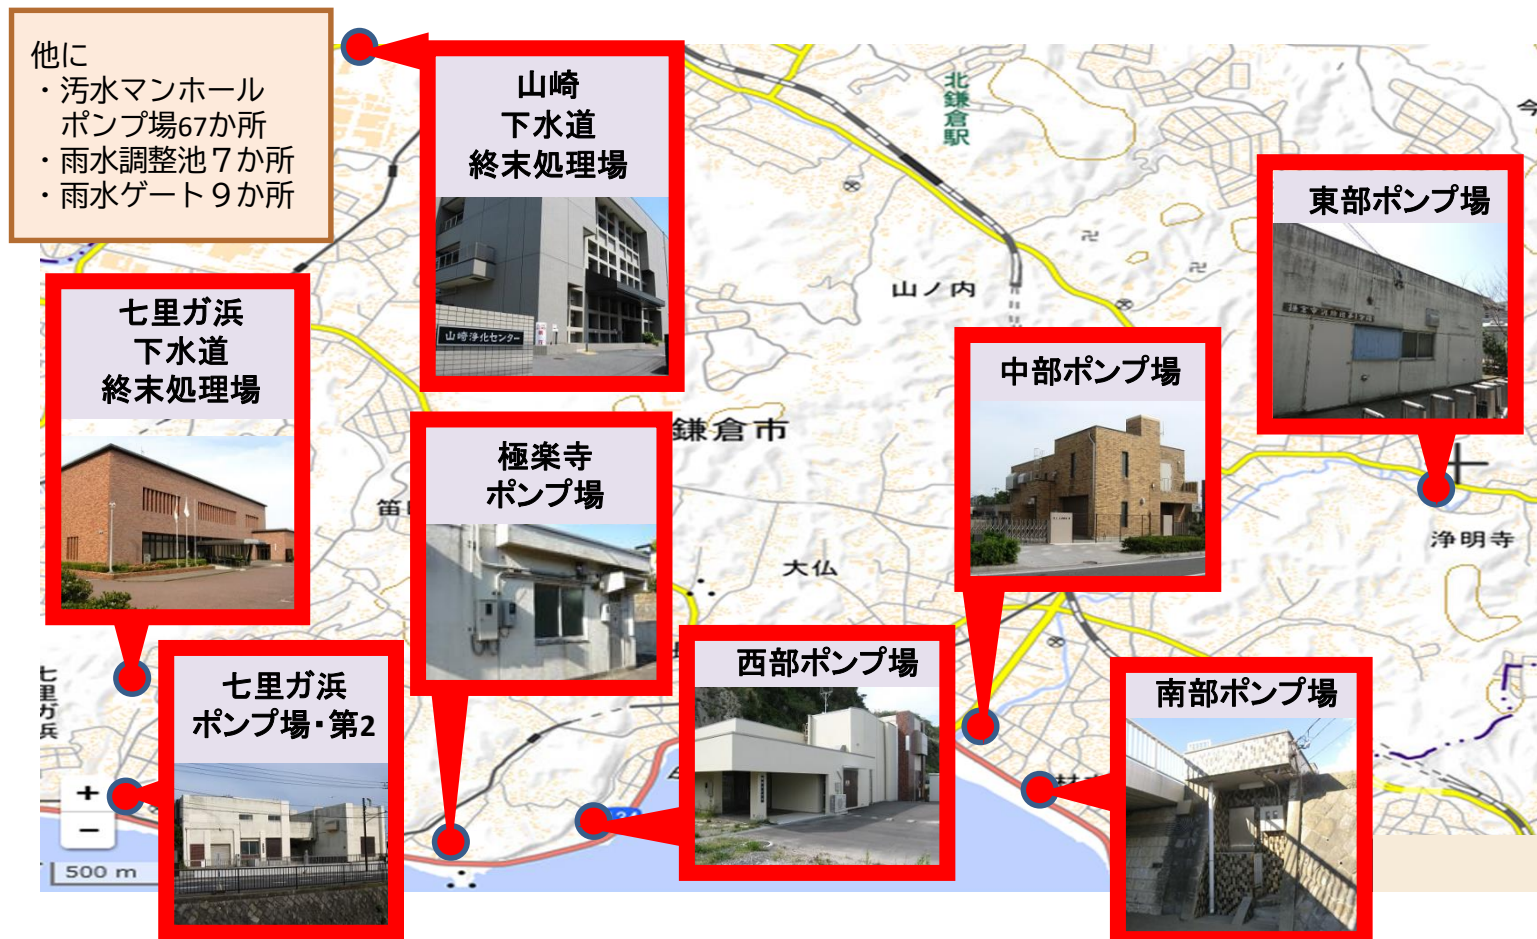 他に
・汚水マンホール
ポンプ場67か所
・雨水調整池７か所
・雨水ゲート９か所
山崎
下水道
終末処理場
山崎浄化センター
北鎌倉駅
今
東部ポンプ場
七里ガ浜
下水道
終末処理場
山ノ内
中部ポンプ場
極楽寺
ポンプ場
鎌倉市
笛
大仏
浄明寺
西部ポンプ場
南部ポンプ場
七里ガ浜
七里ガ浜
ポンプ場・第2
材
+
−
500 m